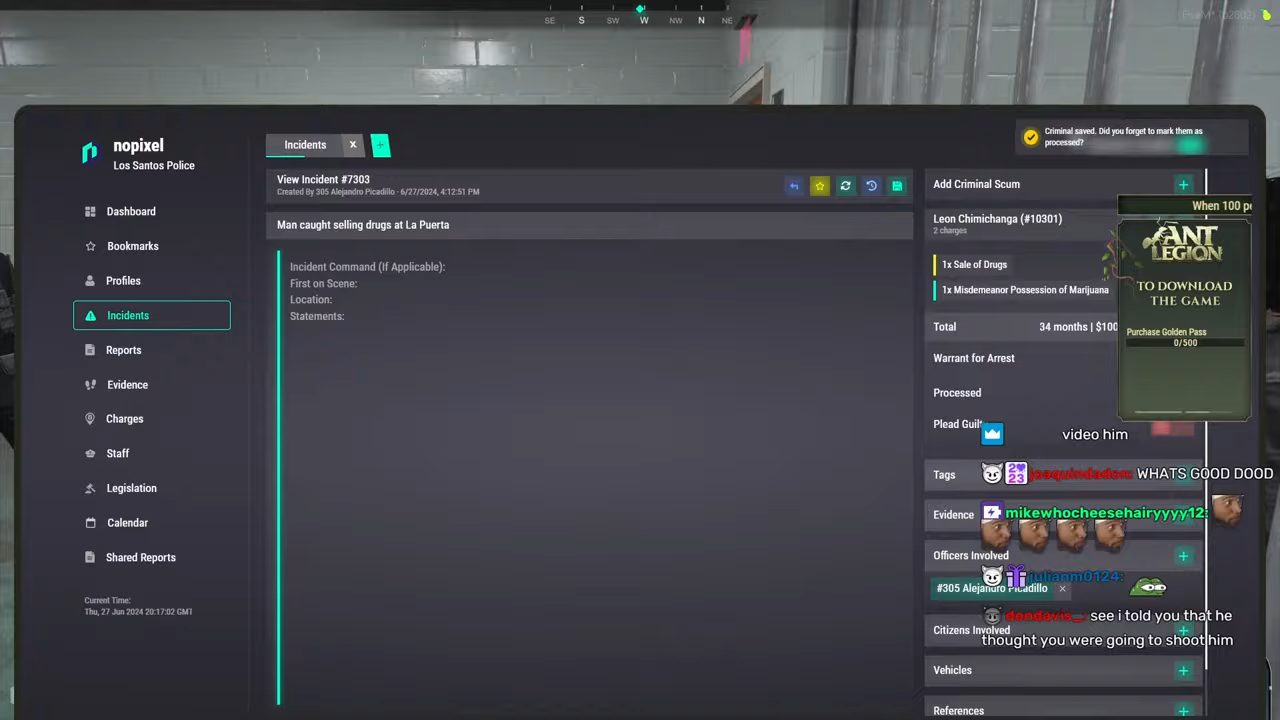 SE S SW W NW N NE
nopixel
Los Santos Police
Dashboard
Bookmarks
Profiles
Incidents
Reports
Evidence
Charges
Staff
Legislation
Calendar
Shared Reports
Current Time:
Thu, 27 Jun 2024 20:17:02 GMT
Incidents x +
View Incident #7303
Created By 305 Alejandro Picadillo - 6/27/2024, 4:12:51 PM
Man caught selling drugs at La Puerta
Incident Command (If Applicable):
First on Scene:
Location:
Statements:
Criminal saved. Did you forget to mark them as
processed?
Add Criminal Scum +
Leon Chimichanga (#10301)
2 charges
1x Sale of Drugs
1x Misdemeanor Possession of Marijuana
Total 34 months | $100
Warrant for Arrest
Processed
Plead Guilt
Tags
Evidence
Officers Involved +
#305 Alejandro Picadillo x
Citizens Involved +
Vehicles +
References +
When 100 pe
ANT
LEGION
TO DOWNLOAD
THE GAME
Purchase Golden Pass
0/500
video him
WHATS GOOD DOOD
mikewhocheesehairyyyy12:
julianm0124:
dondavis_: see i told you that he
thought you were going to shoot him